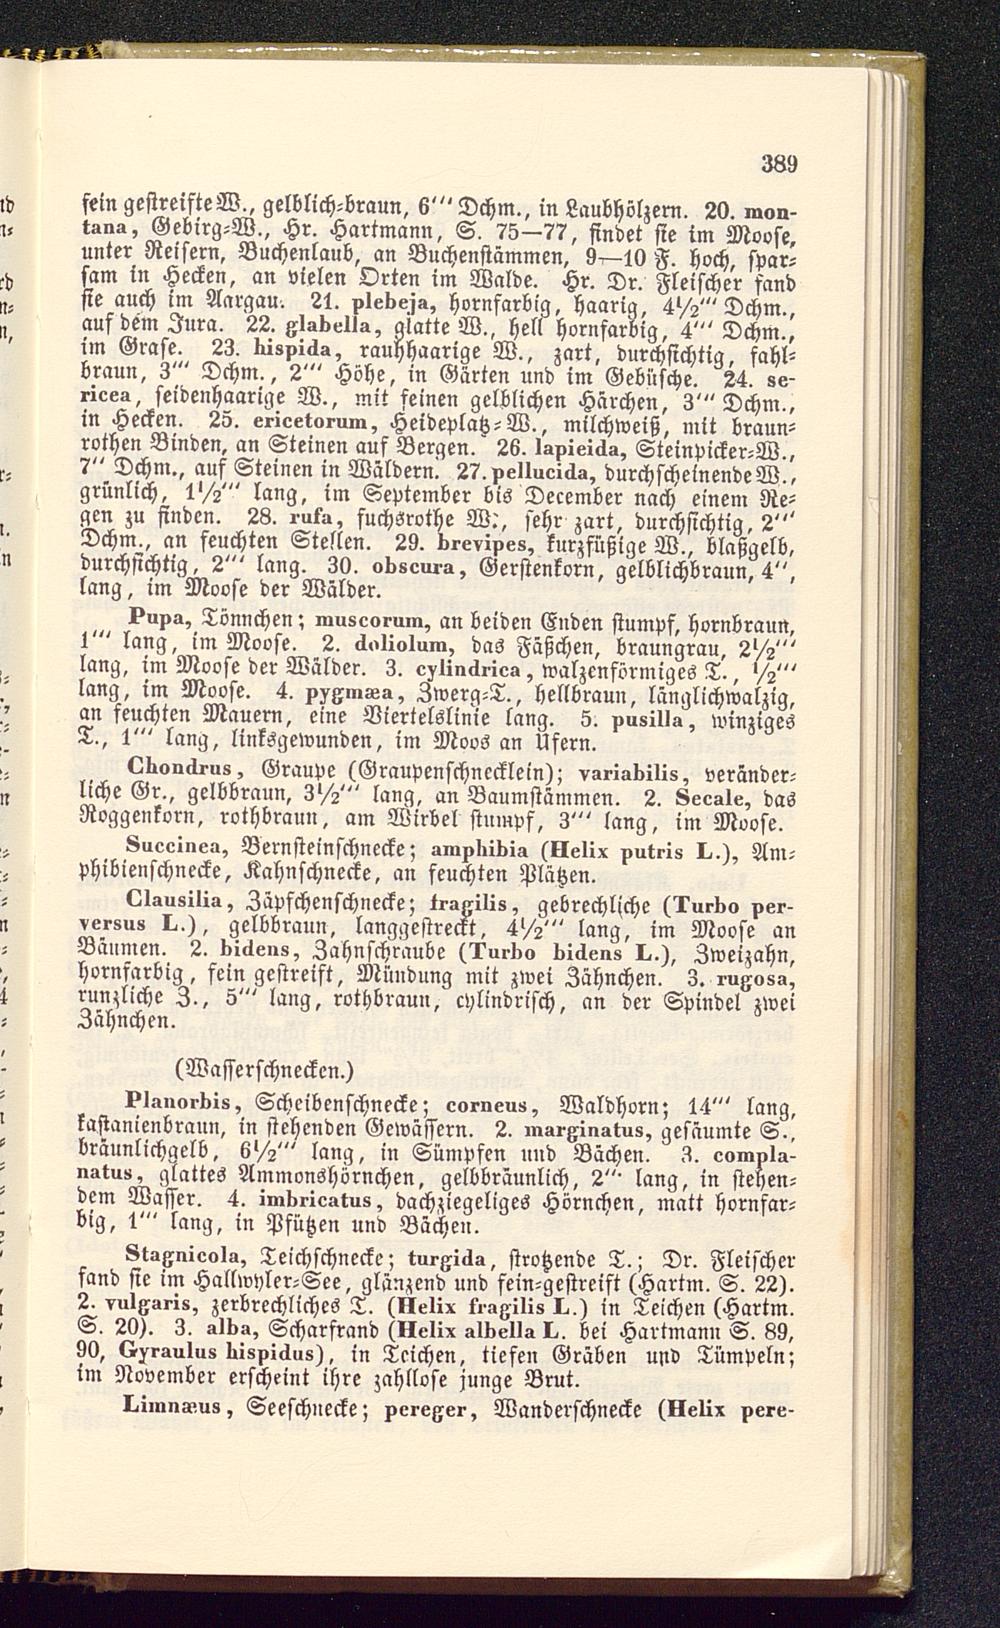 389
fein gestreifte W., gelblich-braun, 6''' Dchm., in Laubhölzern. 20. mon-
tana, Gebirg-W., Hr. Hartmann, S. 75—77, findet sie im Moose,
unter Reisern, Buchenlaub, an Buchenstämmen, 9—10 F. hoch, spar-
sam in Hecken, an vielen Orten im Walde. Hr. Dr. Fleischer fand
sie auch im Aargau. 21. plebeja, hornfarbig, haarig, 4½''' Dchm.,
auf dem Jura. 22. glabella, glatte W., hell hornfarbig, 4''' Dchm.,
im Grase. 23. hispida, rauhhaarige W., zart, durchsichtig, fahl-
braun, 3''' Dchm., 2''' Höhe, in Gärten und im Gebüsche. 24. se-
ricea, seidenhaarige W., mit feinen gelblichen Härchen, 3''' Dchm.,
in Hecken. 25. ericetorum, Heideplatz-W., milchweiß, mit braun-
rothen Binden, an Steinen auf Bergen. 26. lapieida, Steinpicker-W.,
7'' Dchm., auf Steinen in Wäldern. 27. pellucida, durchscheinende W.,
grünlich, 1½''' lang, im September bis December nach einem Re-
gen zu finden. 28. rufa, fuchsrothe W., sehr zart, durchsichtig, 2'''
Dchm., an feuchten Stellen. 29. brevipes, kurzfüßige W., blaßgelb,
durchsichtig, 2''' lang. 30. obscura, Gerstenkorn, gelblichbraun, 4'',
lang, im Moose der Wälder.
Pupa, Tönnchen; muscorum, an beiden Enden stumpf, hornbraun,
1''' lang, im Moose. 2. doliolum, das Fäßchen, braungrau, 2½'''
lang, im Moose der Wälder. 3. cylindrica, walzenförmiges T., ½'''
lang, im Moose. 4. pygmæa, Zwerg-T., hellbraun, länglichwalzig,
an feuchten Mauern, eine Viertelslinie lang. 5. pusilla, winziges
T., 1''' lang, linksgewunden, im Moos an Ufern.
Chondrus, Graupe (Graupenschnecklein); variabilis, veränder-
liche Gr., gelbbraun, 3½''' lang, an Baumstämmen. 2. Secale, das
Roggenkorn, rothbraun, am Wirbel stumpf, 3''' lang, im Moose.
Succinea, Bernsteinschnecke; amphibia (Helix putris L.), Am-
phibienschnecke, Kahnschnecke, an feuchten Plätzen.
Clausilia, Zäpfchenschnecke; fragilis, gebrechliche (Turbo per-
versus L.), gelbbraun, langgestreckt, 4½''' lang, im Moose an
Bäumen. 2. bidens, Zahnschraube (Turbo bidens L.), Zweizahn,
hornfarbig, fein gestreift, Mündung mit zwei Zähnchen. 3. rugosa,
runzliche Z., 5''' lang, rothbraun, cylindrisch, an der Spindel zwei
Zähnchen.
(Wasserschnecken.)
Planorbis, Scheibenschnecke; corneus, Waldhorn; 14''' lang,
kastanienbraun, in stehenden Gewässern. 2. marginatus, gesäumte S.,
bräunlichgelb, 6½''' lang, in Sümpfen und Bächen. 3. compla-
natus, glattes Ammonshörnchen, gelbbräunlich, 2''' lang, in stehen-
dem Wasser. 4. imbricatus, dachziegeliges Hörnchen, matt hornfar-
big, 1''' lang, in Pfützen und Bächen.
Stagnicola, Teichschnecke; turgida, strotzende T.; Dr. Fleischer
fand sie im Hallwyler-See, glänzend und fein-gestreift (Hartm. S. 22).
2. vulgaris, zerbrechliches T. (Helix fragilis L.) in Teichen (Hartm.
S. 20). 3. alba, Scharfrand (Helix albella L. bei Hartmann S. 89,
90, Gyraulus hispidus), in Teichen, tiefen Gräben und Tümpeln;
im November erscheint ihre zahllose junge Brut.
Limnæus, Seeschnecke; pereger, Wanderschnecke (Helix pere-